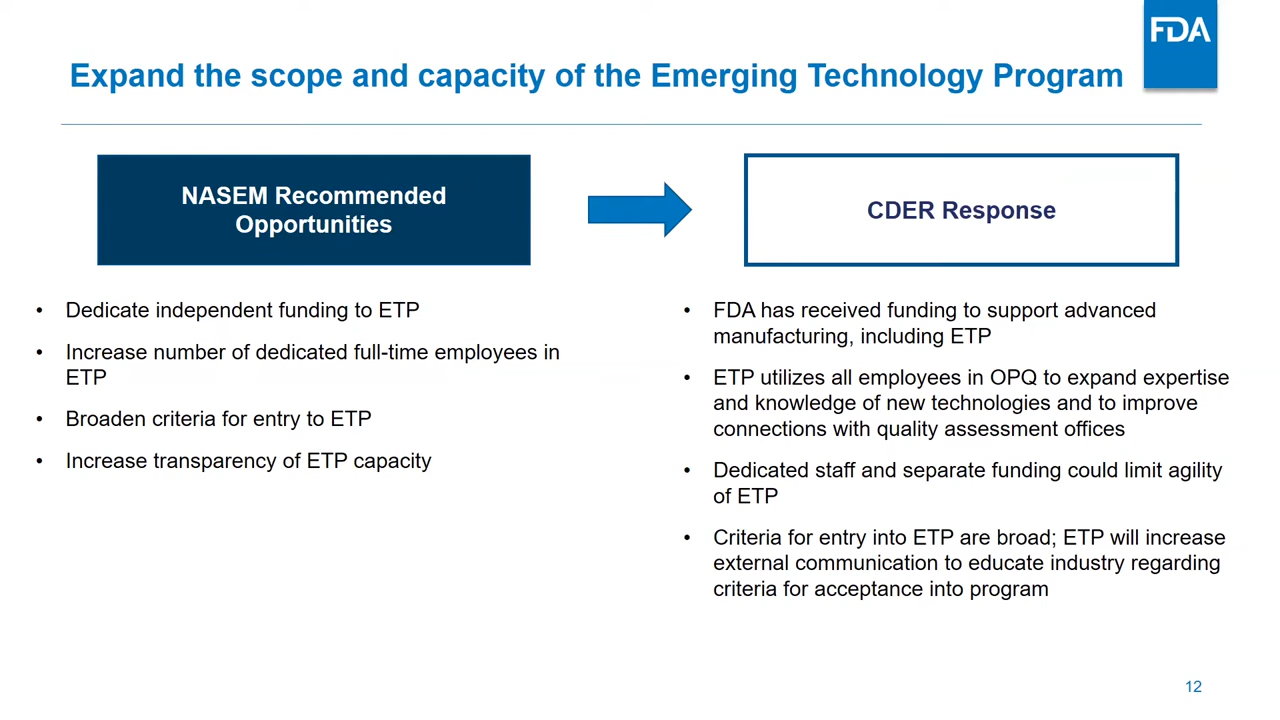 FDA
Expand the scope and capacity of the Emerging Technology Program
NASEM Recommended
Opportunities
CDER Response
• Dedicate independent funding to ETP
• Increase number of dedicated full-time employees in
ETP
• Broaden criteria for entry to ETP
• Increase transparency of ETP capacity
• FDA has received funding to support advanced
manufacturing, including ETP
• ETP utilizes all employees in OPQ to expand expertise
and knowledge of new technologies and to improve
connections with quality assessment offices
• Dedicated staff and separate funding could limit agility
of ETP
• Criteria for entry into ETP are broad; ETP will increase
external communication to educate industry regarding
criteria for acceptance into program
12